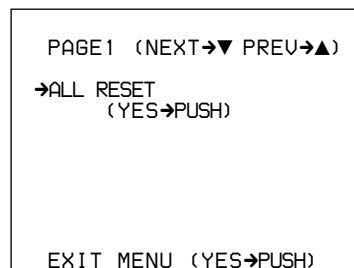 PAGE1 (NEXT➔▼ PREV➔▲)
➔ALL RESET
(YES➔PUSH)
EXIT MENU (YES➔PUSH)